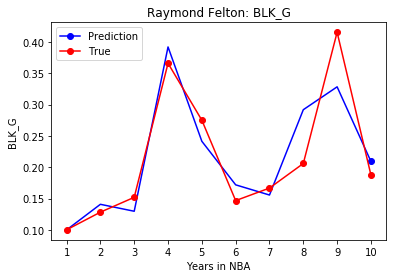 Raymond Felton: BLK_G
Prediction
True
BLK_G
0.40
0.35
0.30
0.25
0.20
0.15
0.10
1 2 3 4 5 6 7 8 9 10
Years in NBA